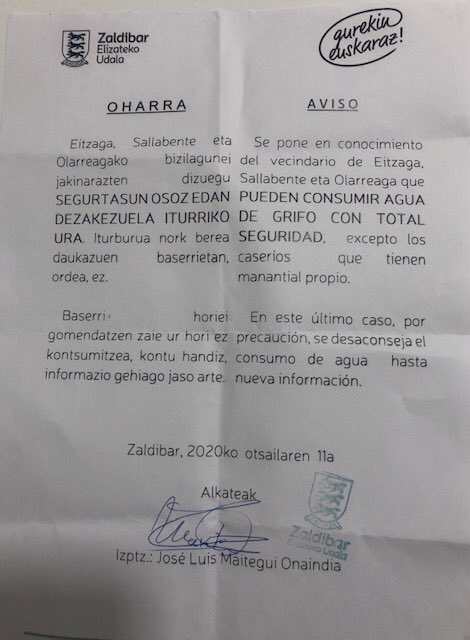 Zaldibar
Elizateko
Udala
gurekin
euskaraz!
OHARRA
Eitzaga, Sallabente eta
Olarreagako bizilagunei
jakinarazten dizuegu
SEGURTASUN OSOZ EDAN
DEZAKEZUELA ITURRIKO
URA. Iturburua nork berea
daukazuen baserrietan,
ordea, ez.
Baserri horiei
gomendatzen zaie ur hori ez
kontsumitzea, kontu handiz,
informazio gehiago jaso arte.
AVISO
Se pone en conocimiento
del vecindario de Eitzaga,
Sallabente eta Olarreaga que
PUEDEN CONSUMIR AGUA
DE GRIFO CON TOTAL
SEGURIDAD, excepto los
caserios que tienen
manantial propio.
En este último caso, por
precaución, se desaconseja el
consumo de agua hasta
nueva información.
Zaldibar, 2020ko otsailaren 11a
Alkateak
Zaldibar
Elizateko Udala
Izptz.: José Luis Maitegui Onaindia